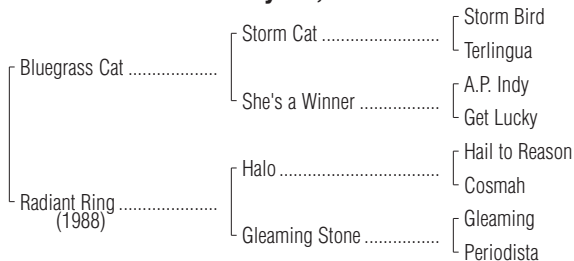 Storm Bird
Storm Cat
Terlingua
Bluegrass Cat
A.P. Indy
She's a Winner
Get Lucky
Hail to Reason
Halo
Cosmah
Radiant Ring
(1988)
Gleaming
Gleaming Stone
Periodista